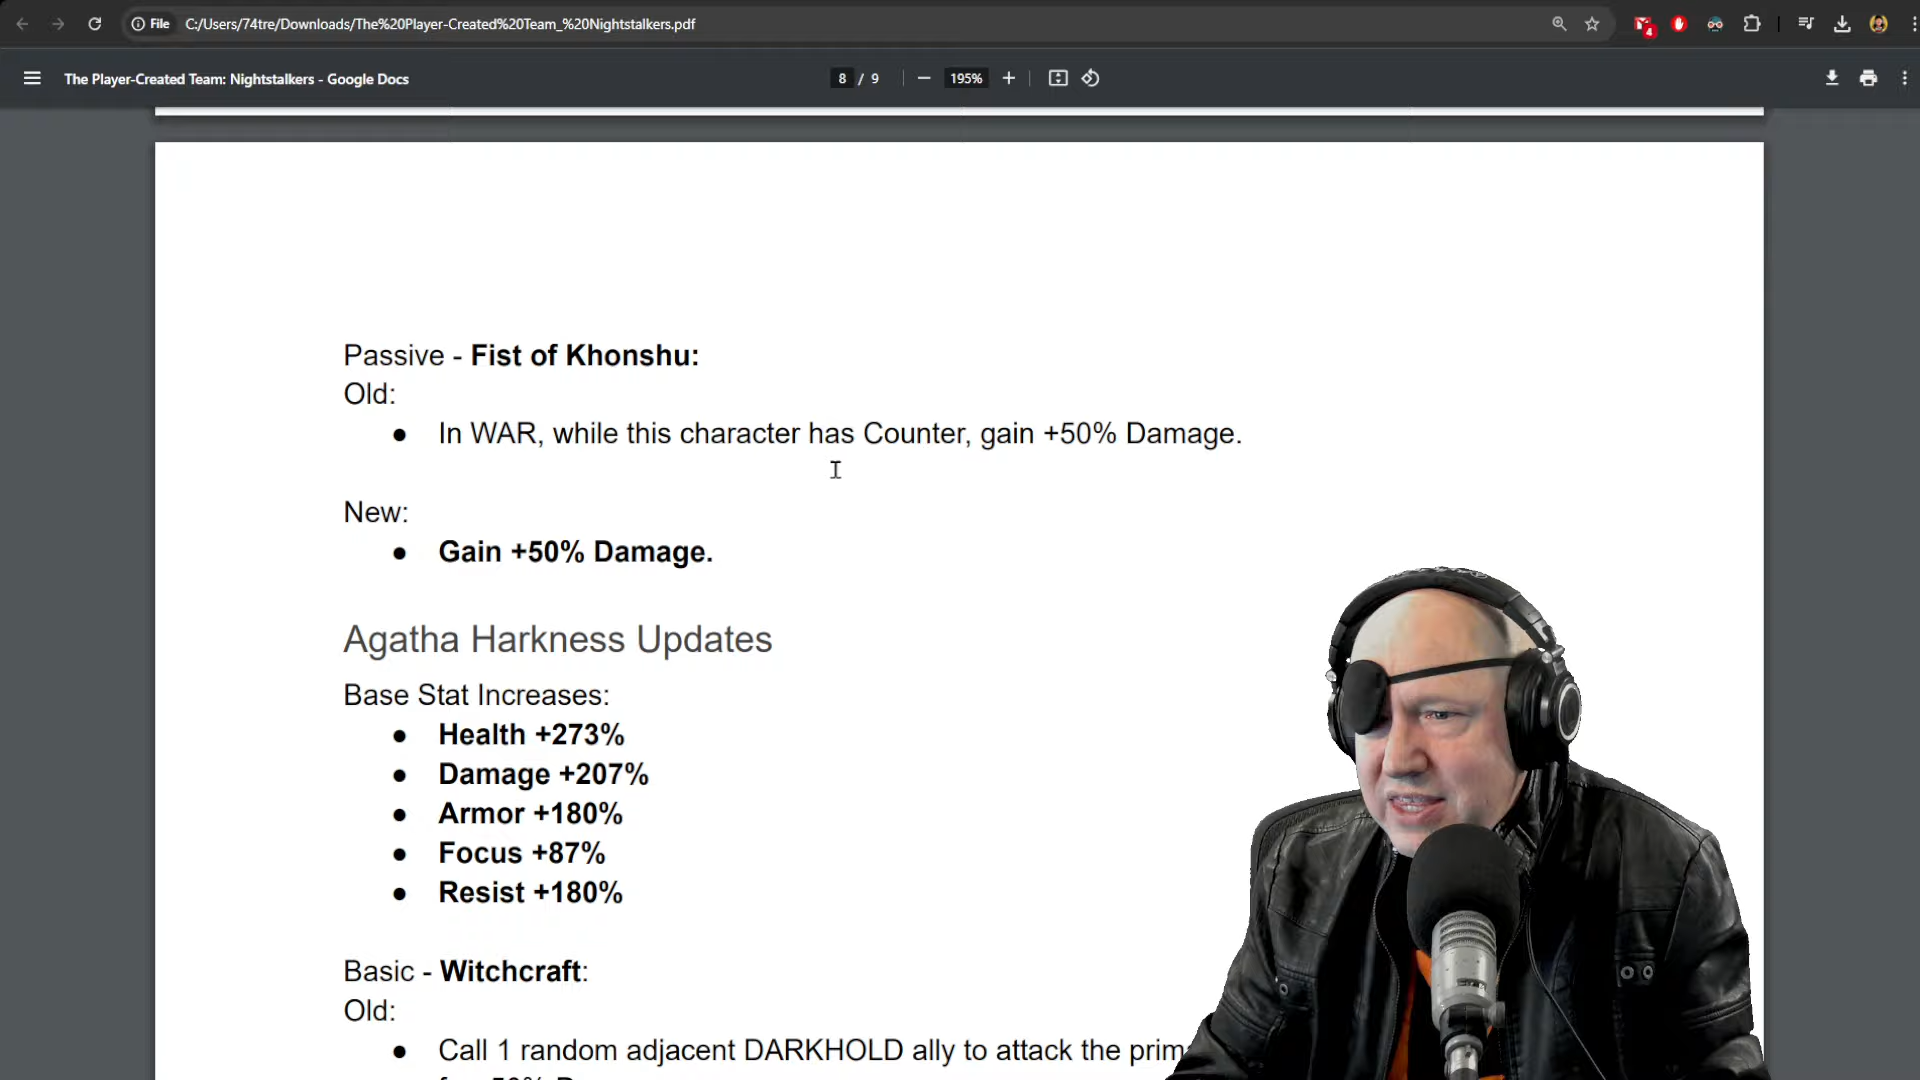 File C:/Users/74tre/Downloads/The%20Player-Created%20Team_%20Nightstalkers.pdf
4
The Player-Created Team: Nightstalkers - Google Docs
8 / 9
195%
Passive - Fist of Khonshu:
Old:
● In WAR, while this character has Counter, gain +50% Damage.
New:
● Gain +50% Damage.
Agatha Harkness Updates
Base Stat Increases:
● Health +273%
● Damage +207%
● Armor +180%
● Focus +87%
● Resist +180%
Basic - Witchcraft:
Old:
● Call 1 random adjacent DARKHOLD ally to attack the